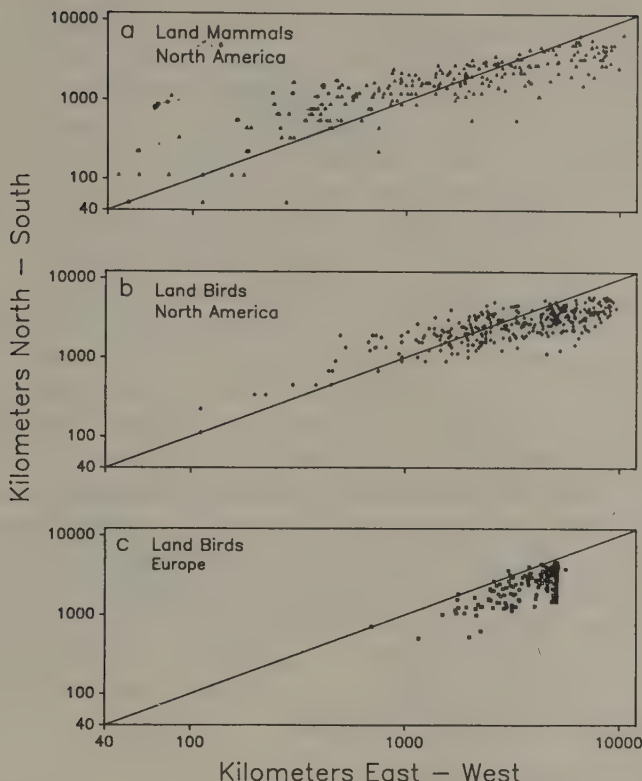 Kilometers North – South
10000
1000
100
40
a Land Mammals
North America
10000
1000
100
40
b Land Birds
North America
10000
1000
100
40
c Land Birds
Europe
40
100
1000
10000
Kilometers East – West